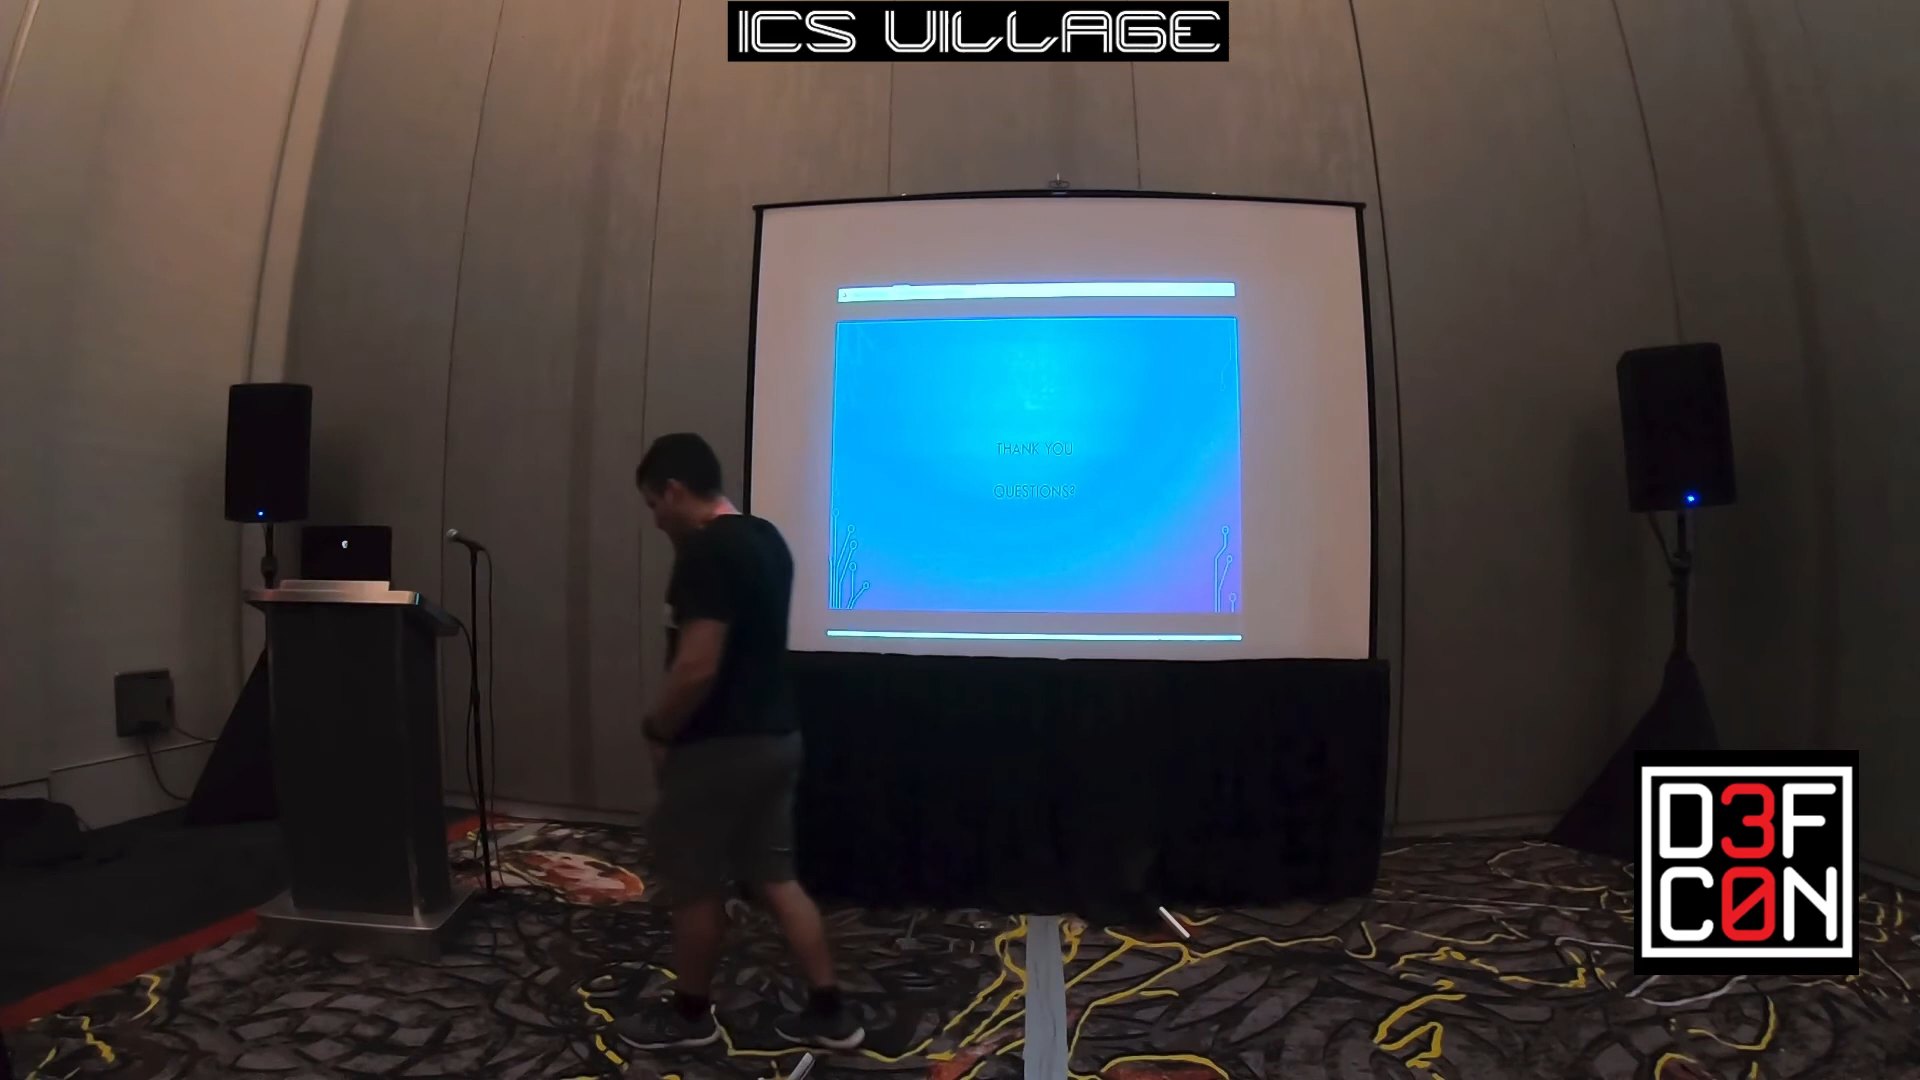 ICS VILLAGE
THANK YOU
QUESTIONS?
D3F
C0N